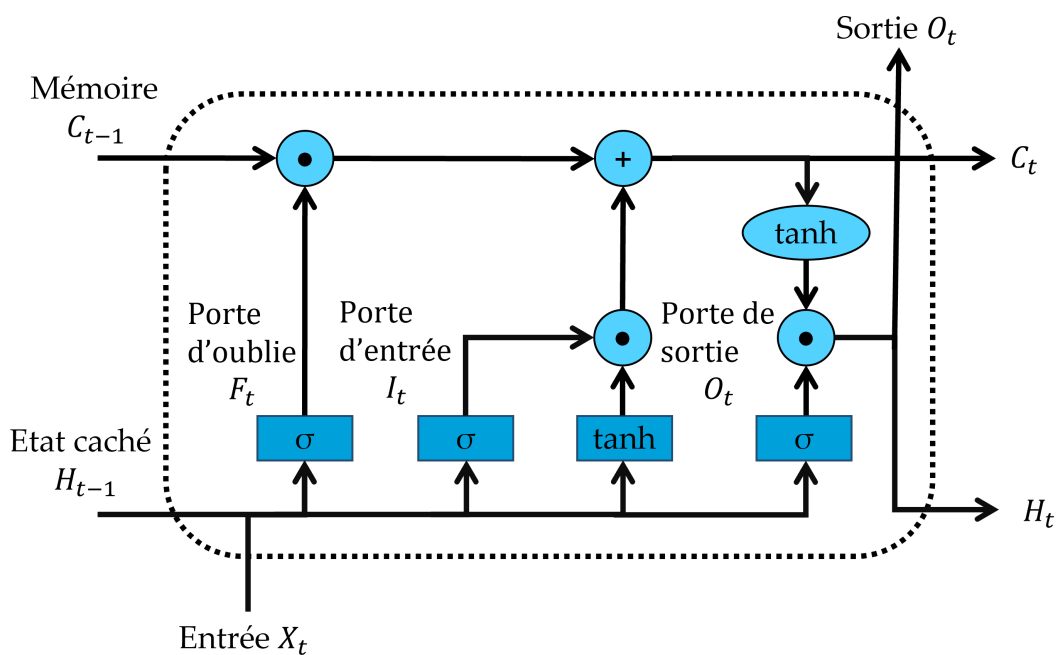 Sortie O_t
Mémoire
C_{t-1}
•
+
C_t
tanh
Porte
d'oublie
F_t
Porte
d'entrée
I_t
•
Porte de
sortie
O_t
•
σ
σ
tanh
σ
Etat caché
H_{t-1}
H_t
Entrée X_t